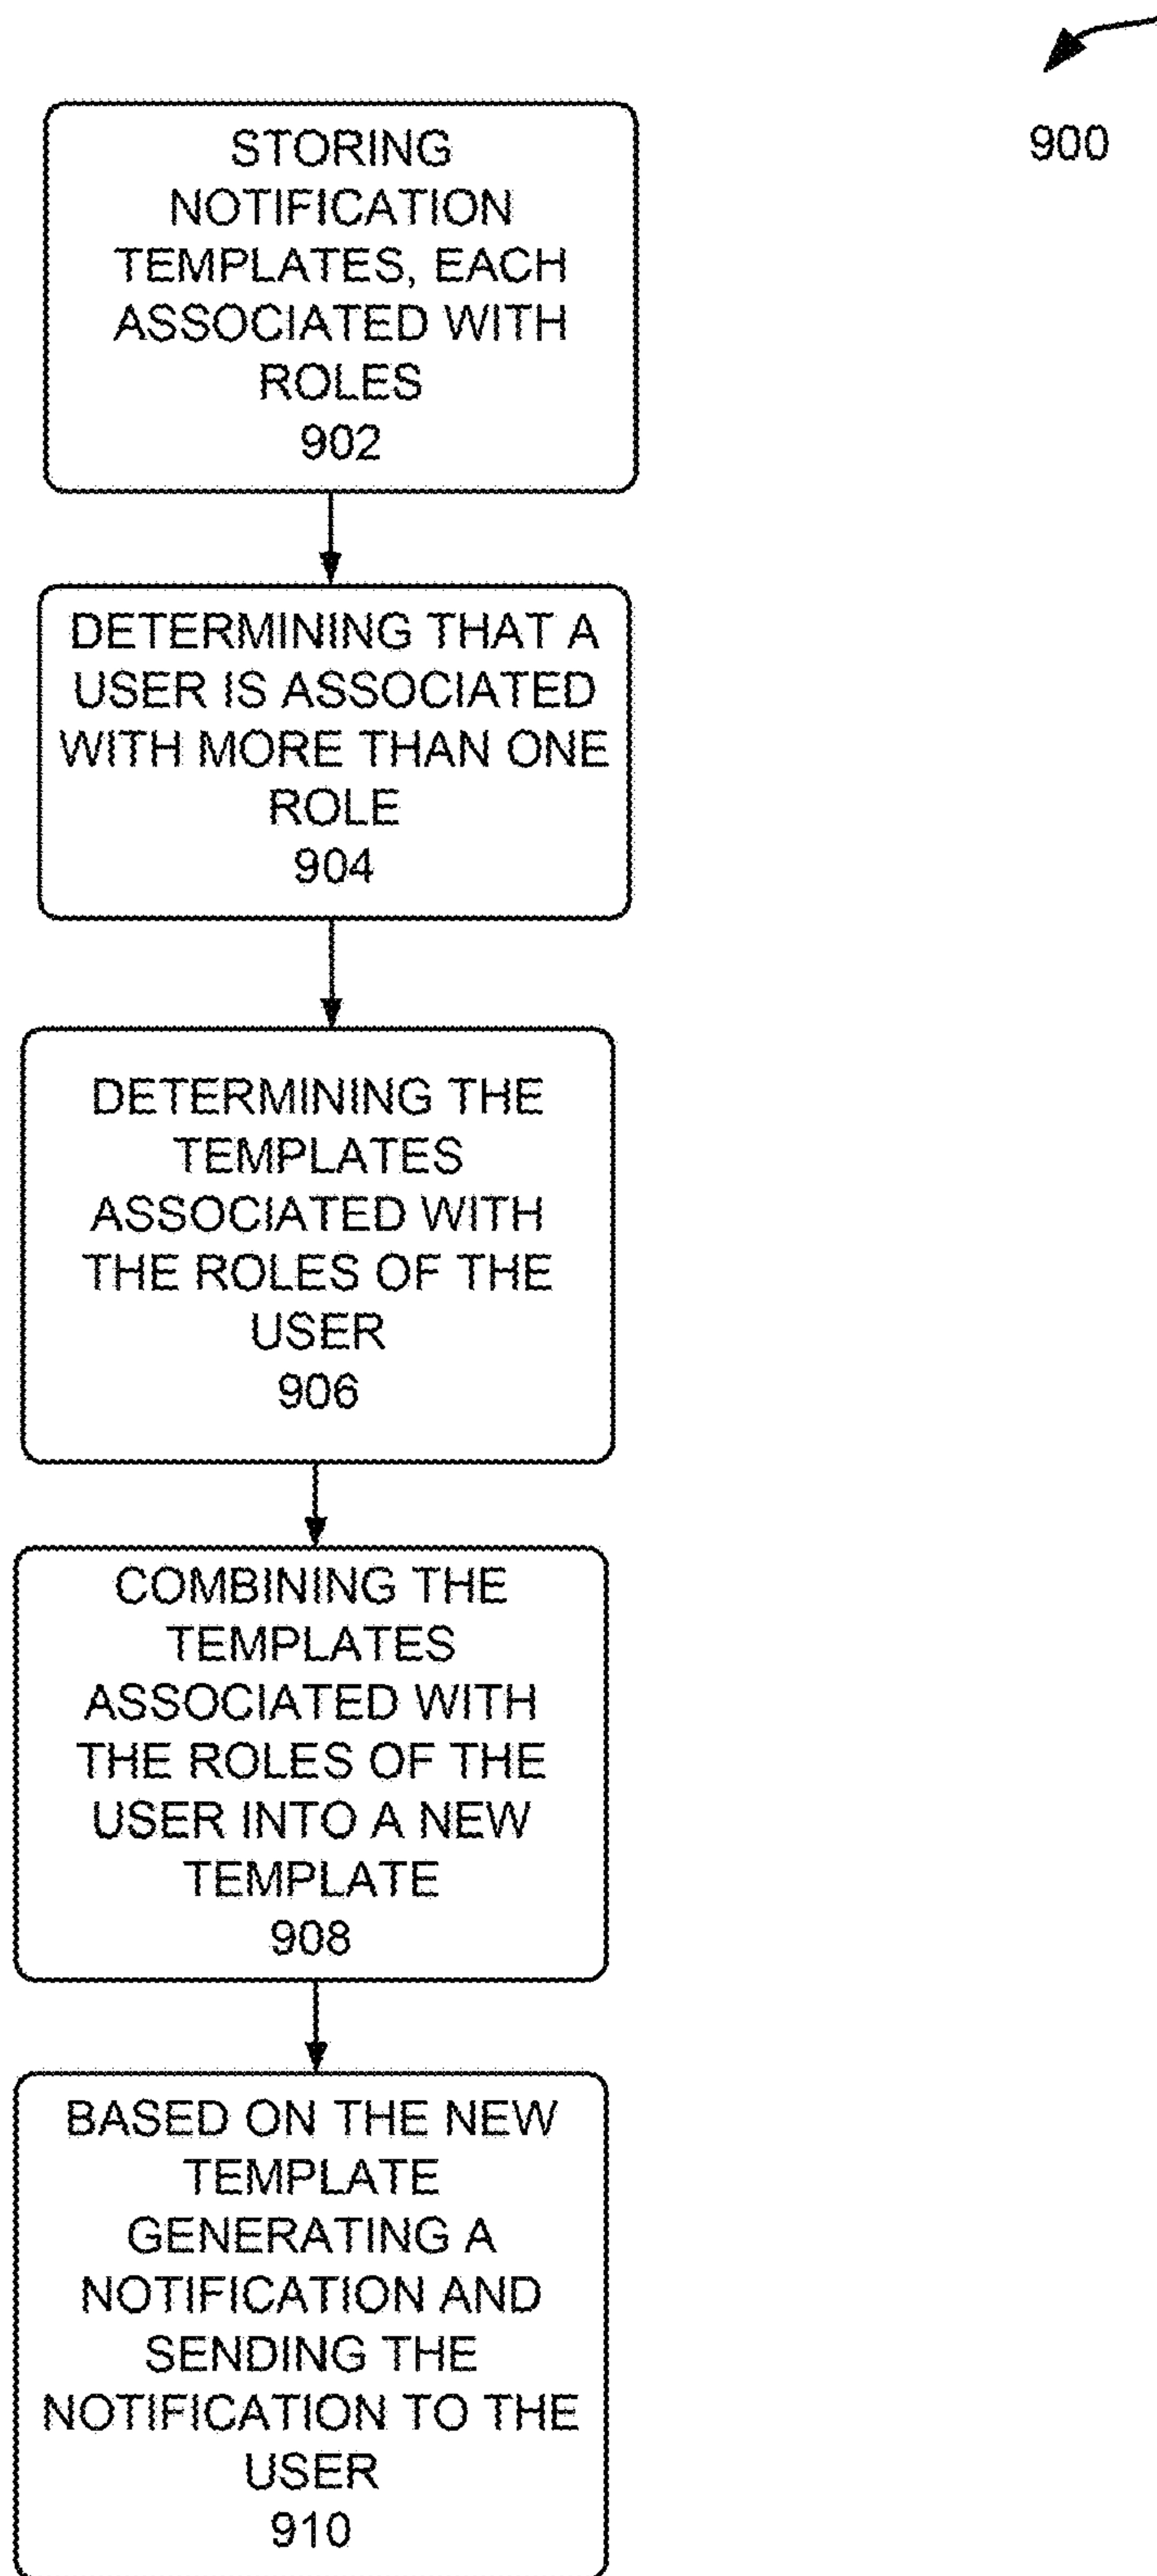 900
STORING
NOTIFICATION
TEMPLATES, EACH
ASSOCIATED WITH
ROLES
902
DETERMINING THAT A
USER IS ASSOCIATED
WITH MORE THAN ONE
ROLE
904
DETERMINING THE
TEMPLATES
ASSOCIATED WITH
THE ROLES OF THE
USER
906
COMBINING THE
TEMPLATES
ASSOCIATED WITH
THE ROLES OF THE
USER INTO A NEW
TEMPLATE
908
BASED ON THE NEW
TEMPLATE
GENERATING A
NOTIFICATION AND
SENDING THE
NOTIFICATION TO THE
USER
910